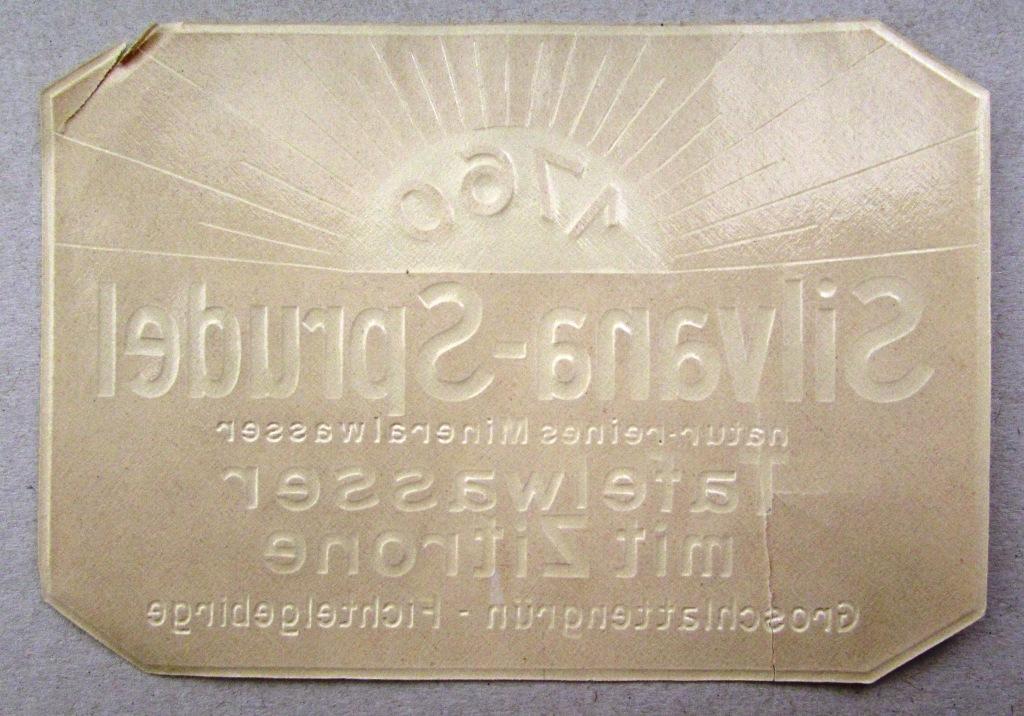 1760
Silvana-Sprudel
natur-reines Mineralwasser
Tafelwasser
mit Zitrone
Groschlattengrün - Fichtelgebirge